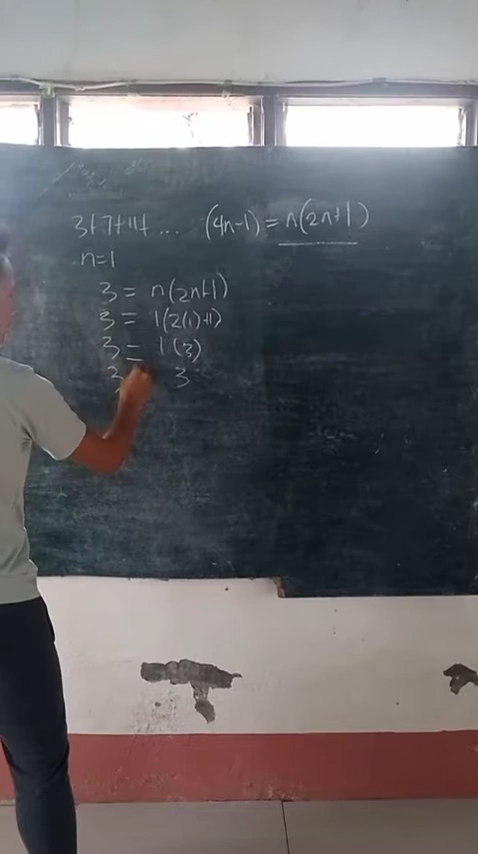 3+7+11+ ... (4n-1) = n(2n+1)
n=1
3 = n(2n+1)
3 = 1(2(1)+1)
3 = 1(3)
3 3